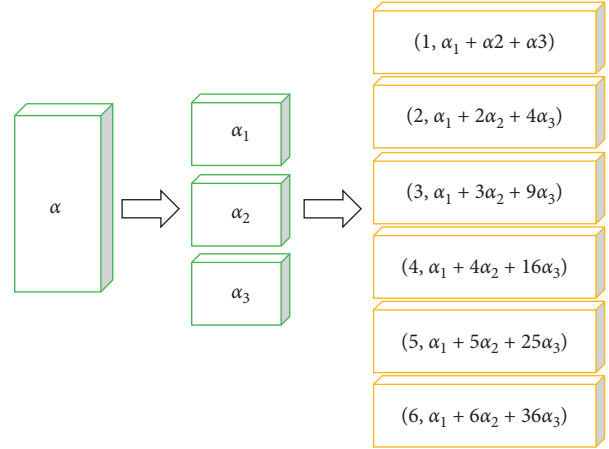 α
α₁
α₂
α₃
(1, α₁ + α2 + α3)
(2, α₁ + 2α₂ + 4α₃)
(3, α₁ + 3α₂ + 9α₃)
(4, α₁ + 4α₂ + 16α₃)
(5, α₁ + 5α₂ + 25α₃)
(6, α₁ + 6α₂ + 36α₃)